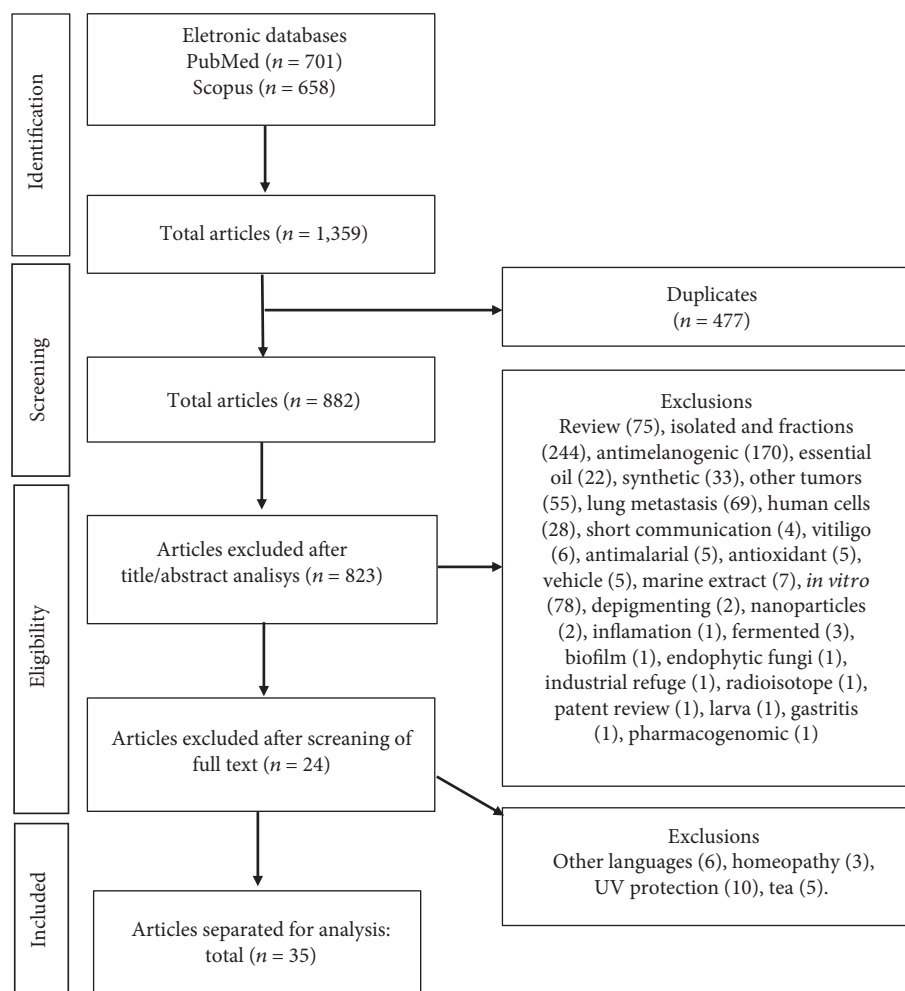 Identification
Eletronic databases
PubMed (n = 701)
Scopus (n = 658)
Total articles (n = 1,359)
Screening
Duplicates
(n = 477)
Total articles (n = 882)
Eligibility
Articles excluded after
title/abstract analisys (n = 823)
Exclusions
Review (75), isolated and fractions
(244), antimelanogenic (170), essential
oil (22), synthetic (33), other tumors
(55), lung metastasis (69), human cells
(28), short communication (4), vitiligo
(6), antimalarial (5), antioxidant (5),
vehicle (5), marine extract (7), in vitro
(78), depigmenting (2), nanoparticles
(2), inflamation (1), fermented (3),
biofilm (1), endophytic fungi (1),
industrial refuge (1), radioisotope (1),
patent review (1), larva (1), gastritis
(1), pharmacogenomic (1)
Articles excluded after screaning of
full text (n = 24)
Exclusions
Other languages (6), homeopathy (3),
UV protection (10), tea (5).
Included
Articles separated for analysis:
total (n = 35)